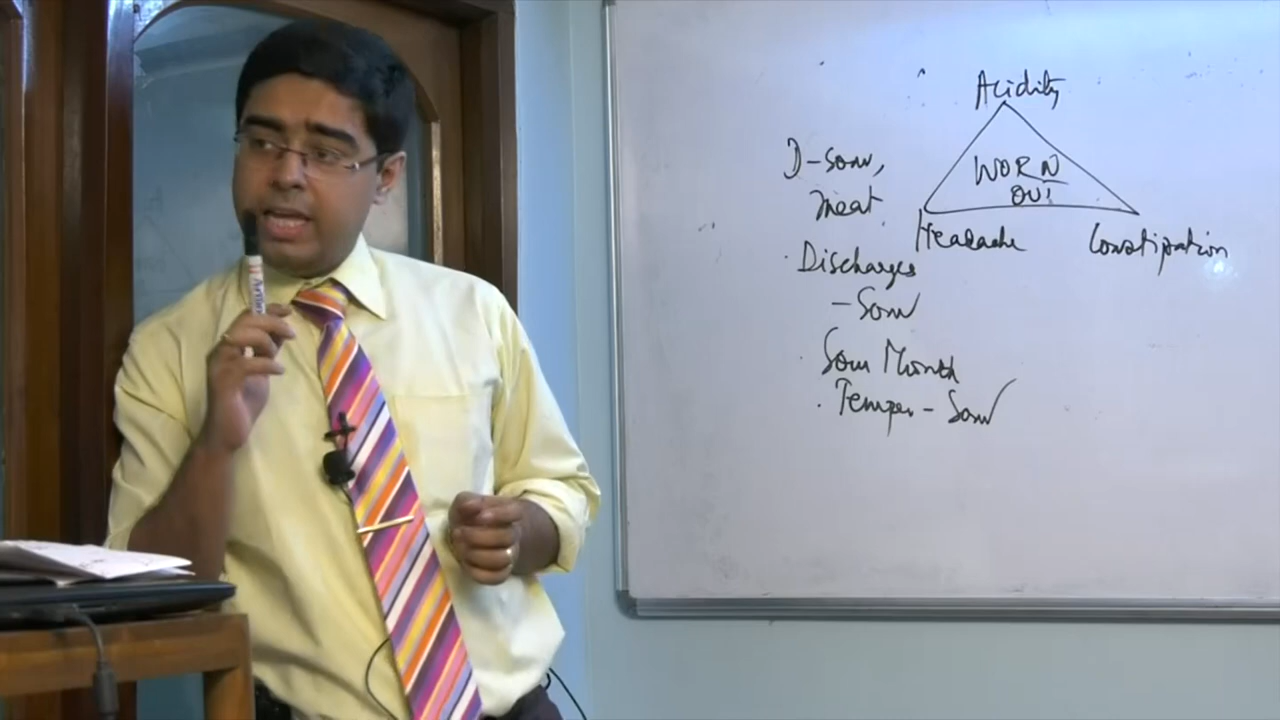 Acidity
WORN
OUT
Headache
Constipation
D-Sour,
meat
Discharges
-Sour
Sour Mouth
Temper - Sour